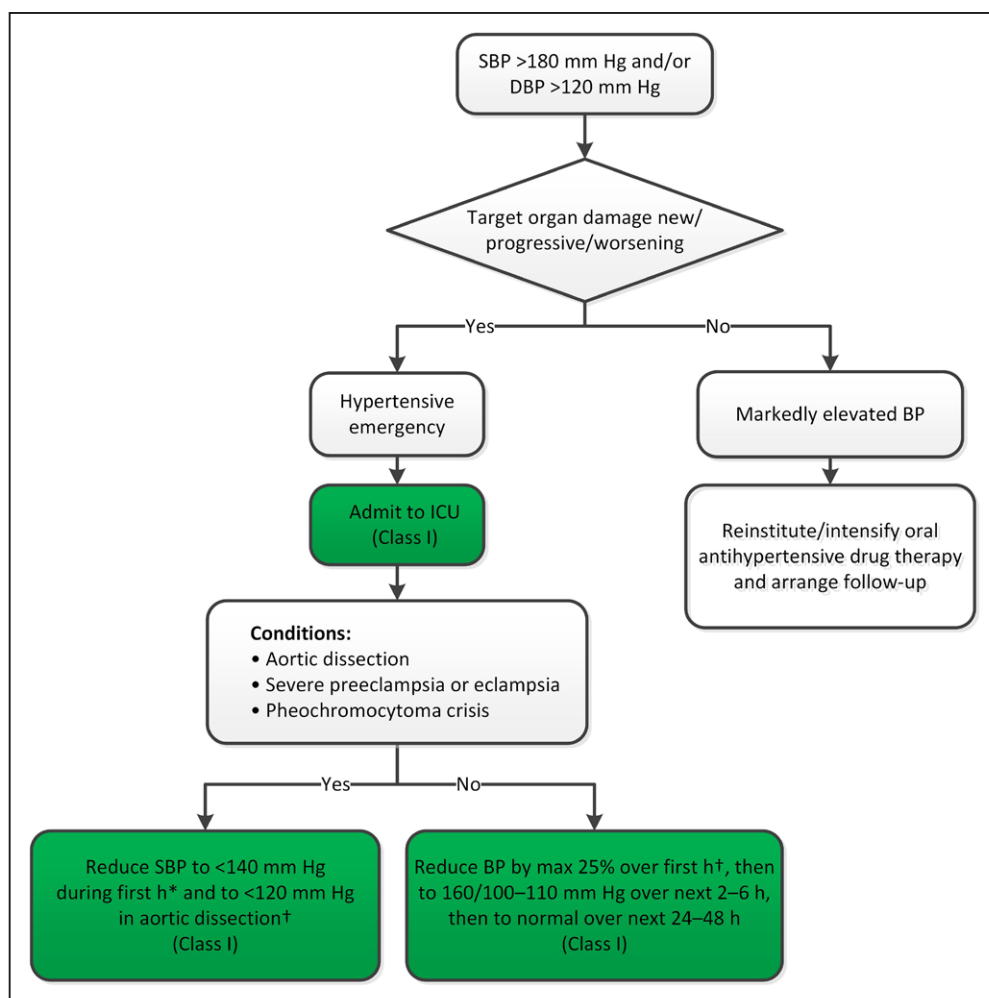 SBP >180 mm Hg and/or
DBP >120 mm Hg
Target organ damage new/
progressive/worsening
Yes
No
Hypertensive
emergency
Markedly elevated BP
Admit to ICU
(Class I)
Reinstitute/intensify oral
antihypertensive drug therapy
and arrange follow-up
Conditions:
• Aortic dissection
• Severe preeclampsia or eclampsia
• Pheochromocytoma crisis
Yes
No
Reduce SBP to <140 mm Hg
during first h* and to <120 mm Hg
in aortic dissection†
(Class I)
Reduce BP by max 25% over first h†, then
to 160/100–110 mm Hg over next 2–6 h,
then to normal over next 24–48 h
(Class I)